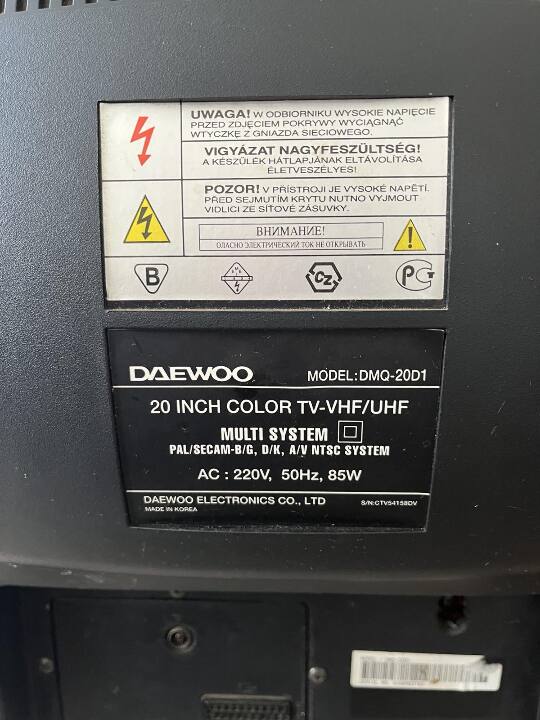 UWAGA! W ODBIORNIKU WYSOKIE NAPIĘCIE
PRZED ZDJĘCIEM POKRYWY WYCIĄGNĄĆ
WTYCZKĘ Z GNIAZDA SIECIOWEGO.
VIGYÁZAT NAGYFESZÜLTSÉG!
A KÉSZÜLÉK HÁTLAPJÁNAK ELTÁVOLÍTÁSA
ÉLETVESZÉLYES!
POZOR! V PŘÍSTROJI JE VYSOKÉ NAPĚTÍ.
PŘED SEJMUTÍM KRYTU NUTNO VYJMOUT
VIDLICI ZE SÍŤOVÉ ZÁSUVKY.
ВНИМАНИЕ!
ОПАСНО ЭЛЕКТРИЧЕСКИЙ ТОК НЕ ОТКРЫВАТЬ
B
CZ
DAEWOO MODEL:DMQ-20D1
20 INCH COLOR TV-VHF/UHF
MULTI SYSTEM
PAL/SECAM-B/G, D/K, A/V NTSC SYSTEM
AC : 220V, 50Hz, 85W
DAEWOO ELECTRONICS CO., LTD
MADE IN KOREA S/N:CTV54158DV